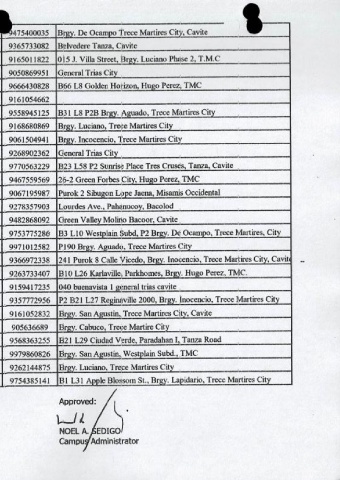 9475400035 Brgy. De Ocampo Trece Martires City, Cavite
9365733082 Belvedere Tanza, Cavite
9165011822 015 J. Villa Street, Brgy. Luciano Phase 2, T.M.C
9050869951 General Trias City
9666430828 B66 L8 Golden Horizon, Hugo Perez, TMC
9161054662
9558945125 B31 L8 P2B Brgy. Aguado, Trece Martires City
9168680869 Brgy. Luciano, Trece Martires City
9061504941 Brgy. Incocencio, Trece Martires City
9268902362 General Trias City
9770563229 B23 L58 P2 Sunrise Place Tres Cruses, Tanza, Cavite
9467559569 26-2 Green Forbes City, Hugo Perez, TMC
9067195987 Purok 2 Sibugon Lope Jaena, Misamis Occidental
9278357903 Lourdes Ave., Pahanocoy, Bacolod
9482868092 Green Valley Molino Bacoor, Cavite
9753775286 B3 L10 Westplain Subd, P2 Brgy. De Ocampo, Trece Martires, City
9971012582 P190 Brgy. Aguado, Trece Martires City
9366972338 241 Purok 8 Calle Vicedo, Brgy. Inocencio, Trece Martires City, Cavite
9263733407 B10 L26 Karlaville, Parkhomes, Brgy. Hugo Perez, TMC.
9159417235 040 buenavista 1 general trias cavite
9357772956 P2 B21 L27 Reginaville 2000, Brgy. Inocencio, Trece Martires City
9161052832 Brgy. San Agustin, Trece Martires City, Cavite
905636689 Brgy. Cabuco, Trece Martire City
9568363255 B21 L29 Ciudad Verde, Paradahan I, Tanza Road
9979860826 Brgy. San Agustin, Westplain Subd., TMC
9262144875 Brgy. Luciano, Trece Martires City
9754385141 B1 L31 Apple Blossom St., Brgy. Lapidario, Trece Martires City
Approved:
NOEL A. SEDIGO
Campus Administrator